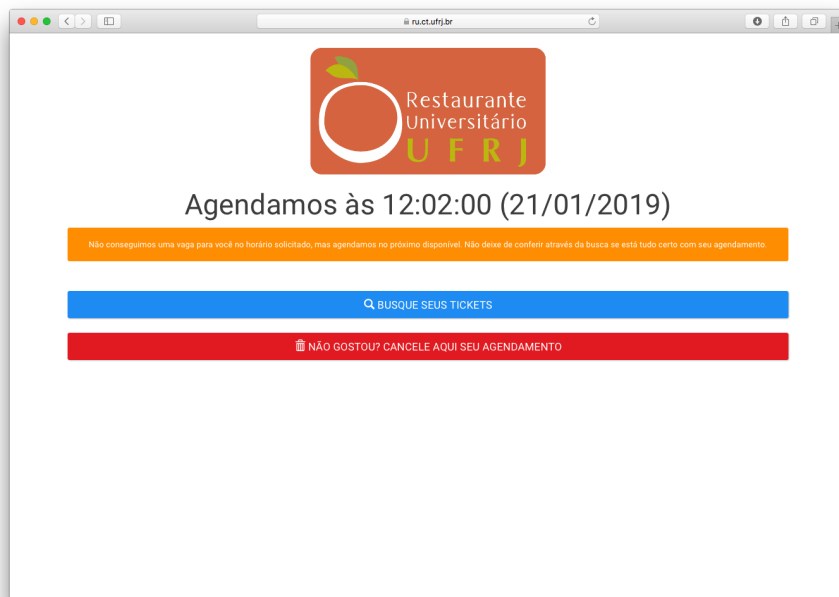 ru.ct.ufrj.br
Restaurante
Universitário
UFRJ
Agendamos às 12:02:00 (21/01/2019)
Não conseguimos uma vaga para você no horário solicitado, mas agendamos no próximo disponível. Não deixe de conferir através da busca se está tudo certo com seu agendamento.
BUSQUE SEUS TICKETS
NÃO GOSTOU? CANCELE AQUI SEU AGENDAMENTO